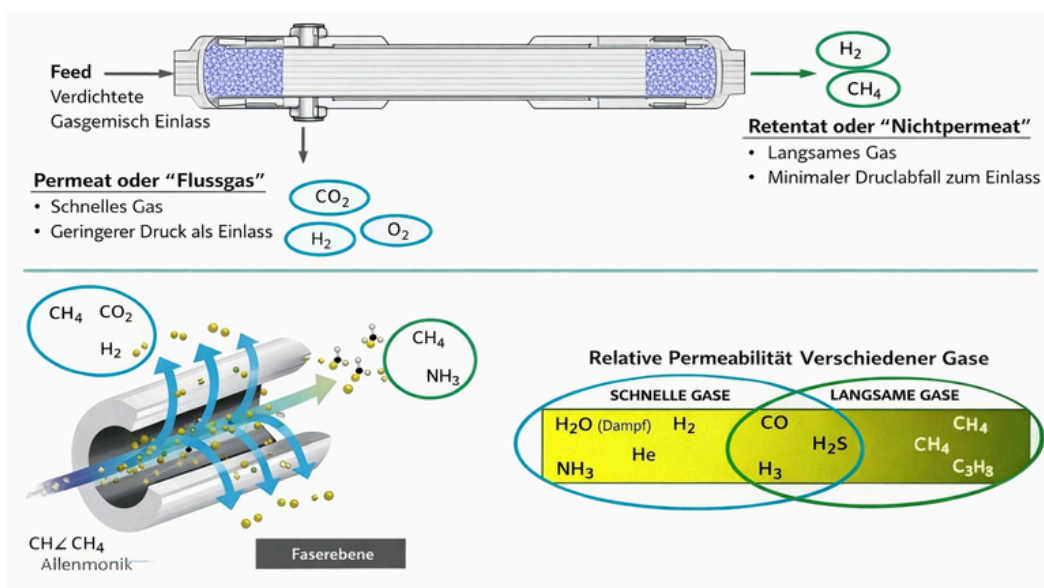 Feed
Verdichtete
Gasgemisch Einlass
H₂
CH₄
Retentat oder “Nichtpermeat”
• Langsames Gas
• Minimaler Druclabfall zum Einlass
Permeat oder “Flussgas”
• Schnelles Gas
• Geringerer Druck als Einlass
CO₂
H₂
O₂
CH₄ CO₂
H₂
CH₄
NH₃
CH∠ CH₄
Allenmonik
Faserebene
Relative Permeabilität Verschiedener Gase
SCHNELLE GASE LANGSAME GASE
H₂O (Dampf) H₂ CO CH₄
He H₂S CH₄
NH₃ H₃ C₃H₃